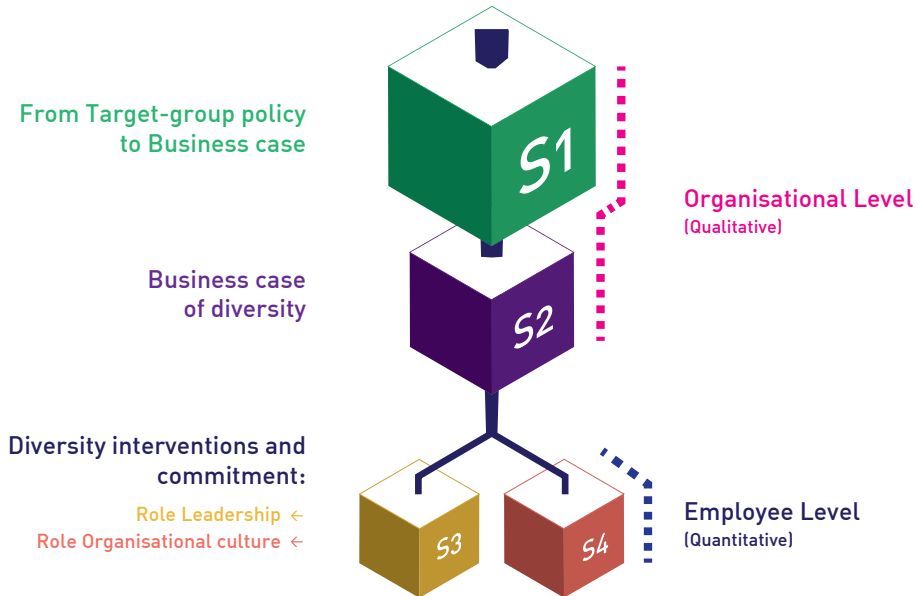 From Target-group policy
to Business case
S1
Organisational Level
(Qualitative)
Business case
of diversity
S2
Diversity interventions and
commitment:
Role Leadership ←
Role Organisational culture ←
S3
S4
Employee Level
(Quantitative)